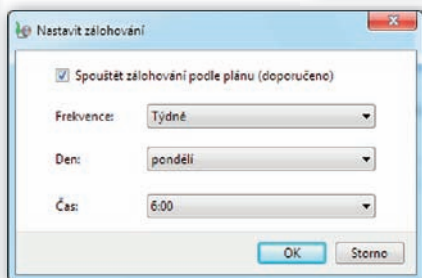 Nastavit zálohování
Spouštět zálohování podle plánu (doporučeno)
Frekvence: Týdně
Den: pondělí
Čas: 6:00
OK Storno